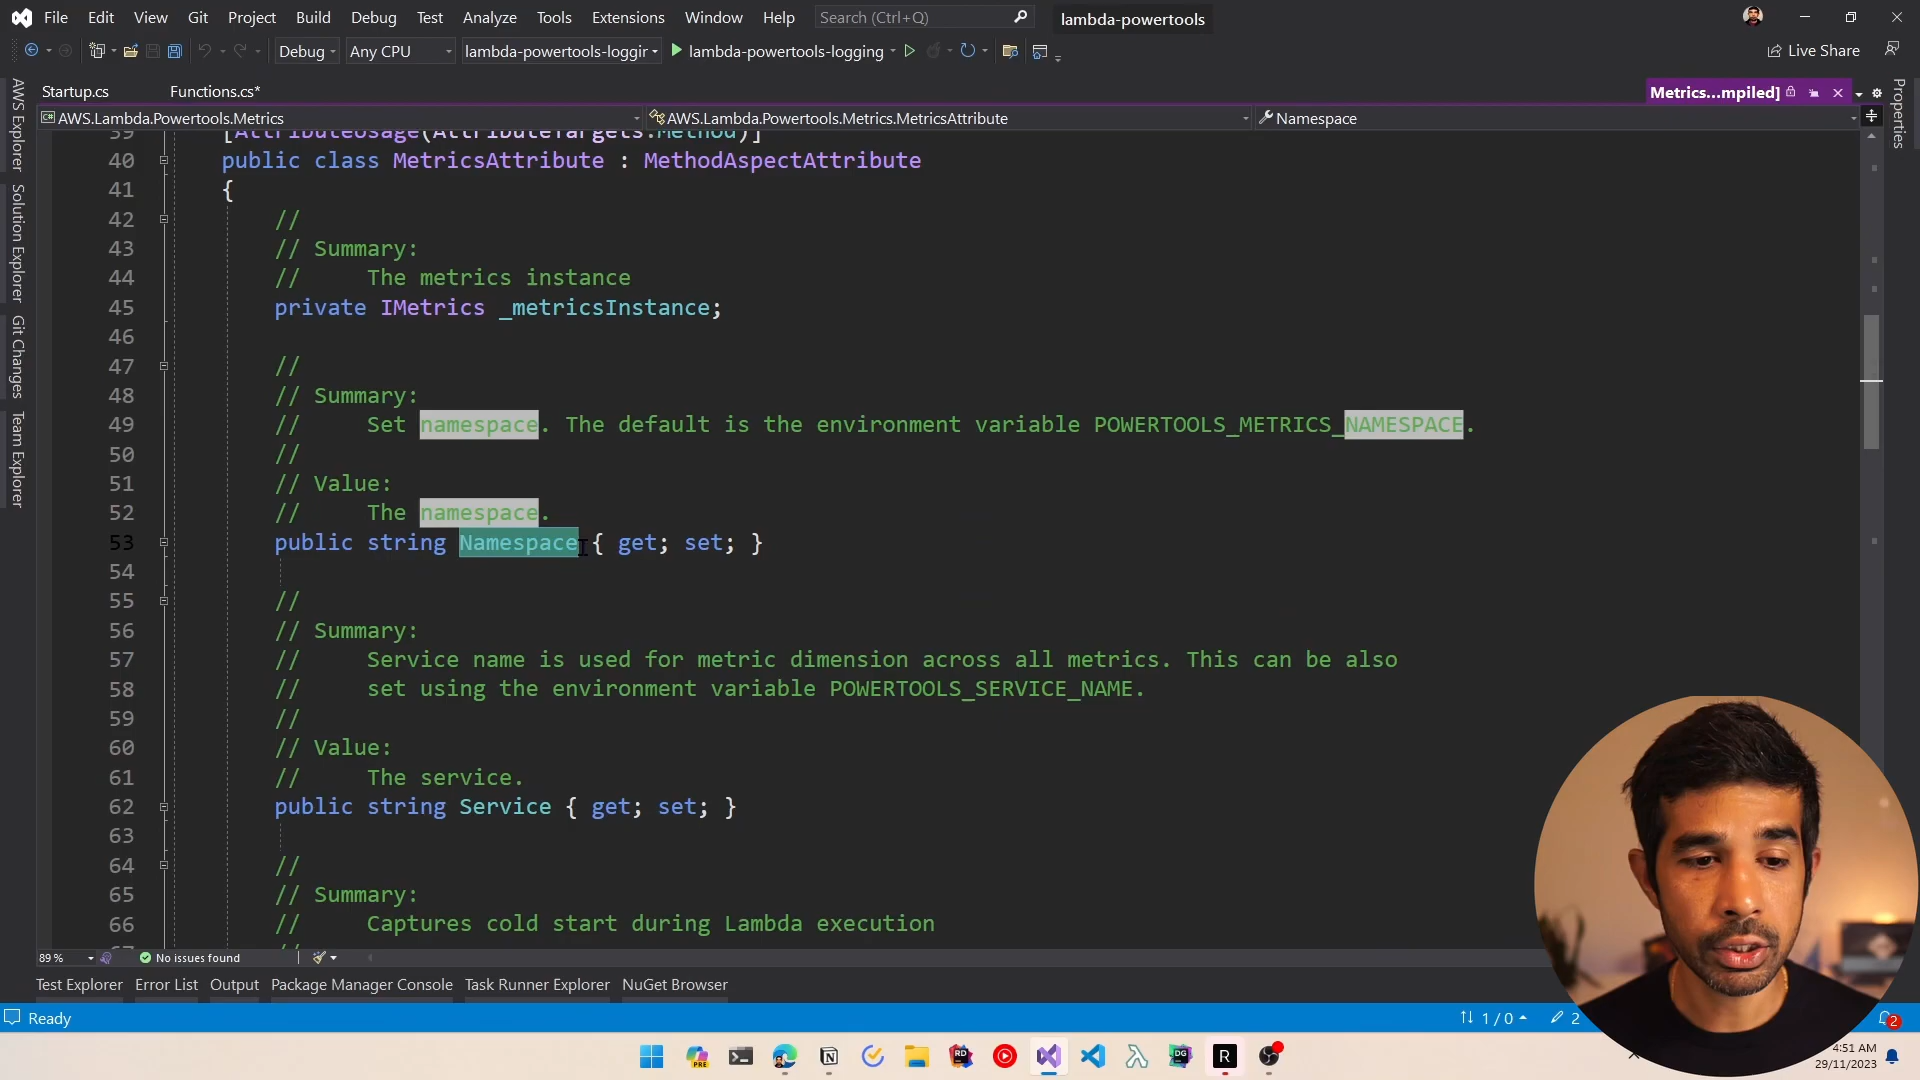 File Edit View Git Project Build Debug Test Analyze Tools Extensions Window Help Search (Ctrl+Q) lambda-powertools
Debug Any CPU lambda-powertools-loggir lambda-powertools-logging Live Share
Startup.cs Functions.cs* Metrics...mpiled]
AWS.Lambda.Powertools.Metrics AWS.Lambda.Powertools.Metrics.MetricsAttribute Namespace
AWS Explorer
Solution Explorer
Git Changes
Team Explorer
Properties
39 [AttributeUsage(AttributeTargets.Method)]
40 public class MetricsAttribute : MethodAspectAttribute
41 {
42 //
43 // Summary:
44 // The metrics instance
45 private IMetrics _metricsInstance;
46
47 //
48 // Summary:
49 // Set namespace. The default is the environment variable POWERTOOLS_METRICS_NAMESPACE.
50 //
51 // Value:
52 // The namespace.
53 public string Namespace { get; set; }
54
55 //
56 // Summary:
57 // Service name is used for metric dimension across all metrics. This can be also
58 // set using the environment variable POWERTOOLS_SERVICE_NAME.
59 //
60 // Value:
61 // The service.
62 public string Service { get; set; }
63
64 //
65 // Summary:
66 // Captures cold start during Lambda execution
89 % No issues found
Test Explorer Error List Output Package Manager Console Task Runner Explorer NuGet Browser
Ready 1 / 0 2 2
PRE RD DG R
4:51 AM
29/11/2023